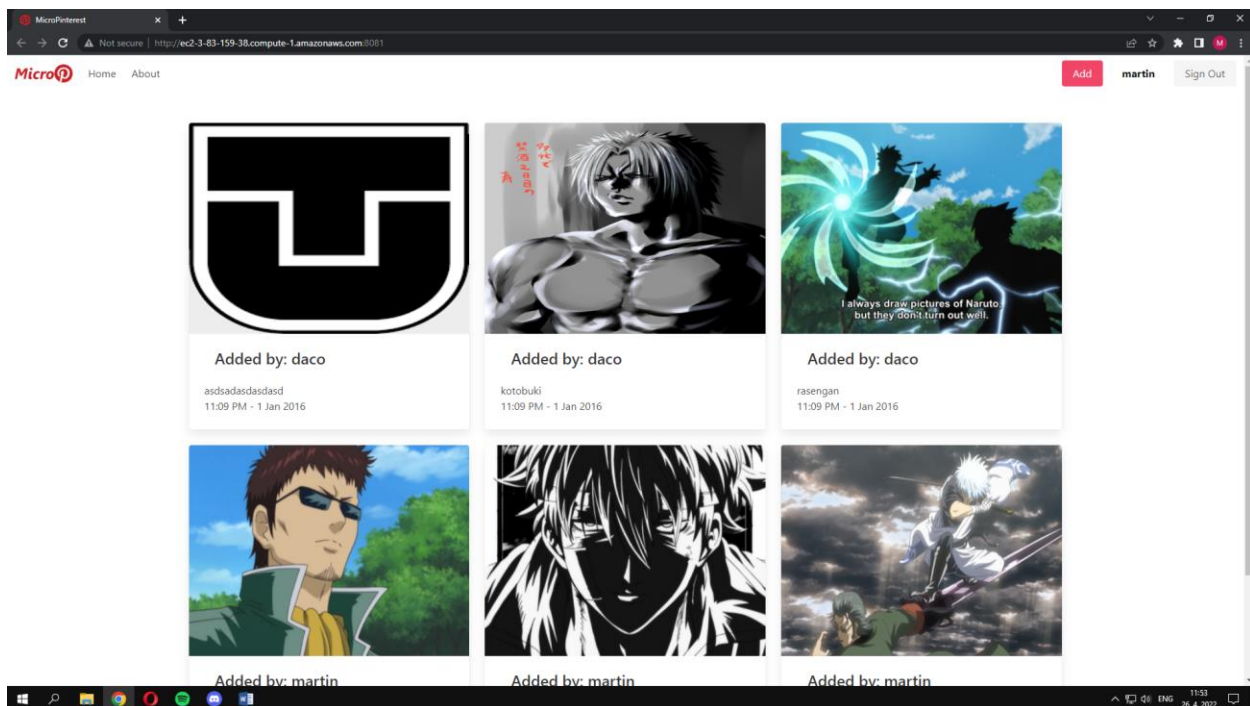 MicroPinterest
Not secure | http://ec2-3-83-159-38.compute-1.amazonaws.com:8081
M
Micro
Home
About
Add
martin
Sign Out
I always draw pictures of Naruto,
but they don't turn out well.
Added by: daco
Added by: daco
Added by: daco
asdsadasdasdasd
kotobuki
rasengan
11:09 PM - 1 Jan 2016
11:09 PM - 1 Jan 2016
11:09 PM - 1 Jan 2016
Added by: martin
Added by: martin
Added by: martin
ENG
11:53
26. 4. 2022